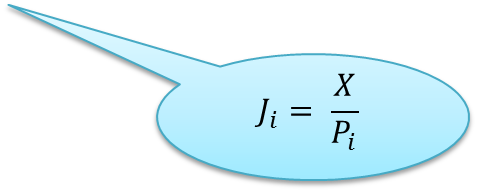 J_i = X / P_i